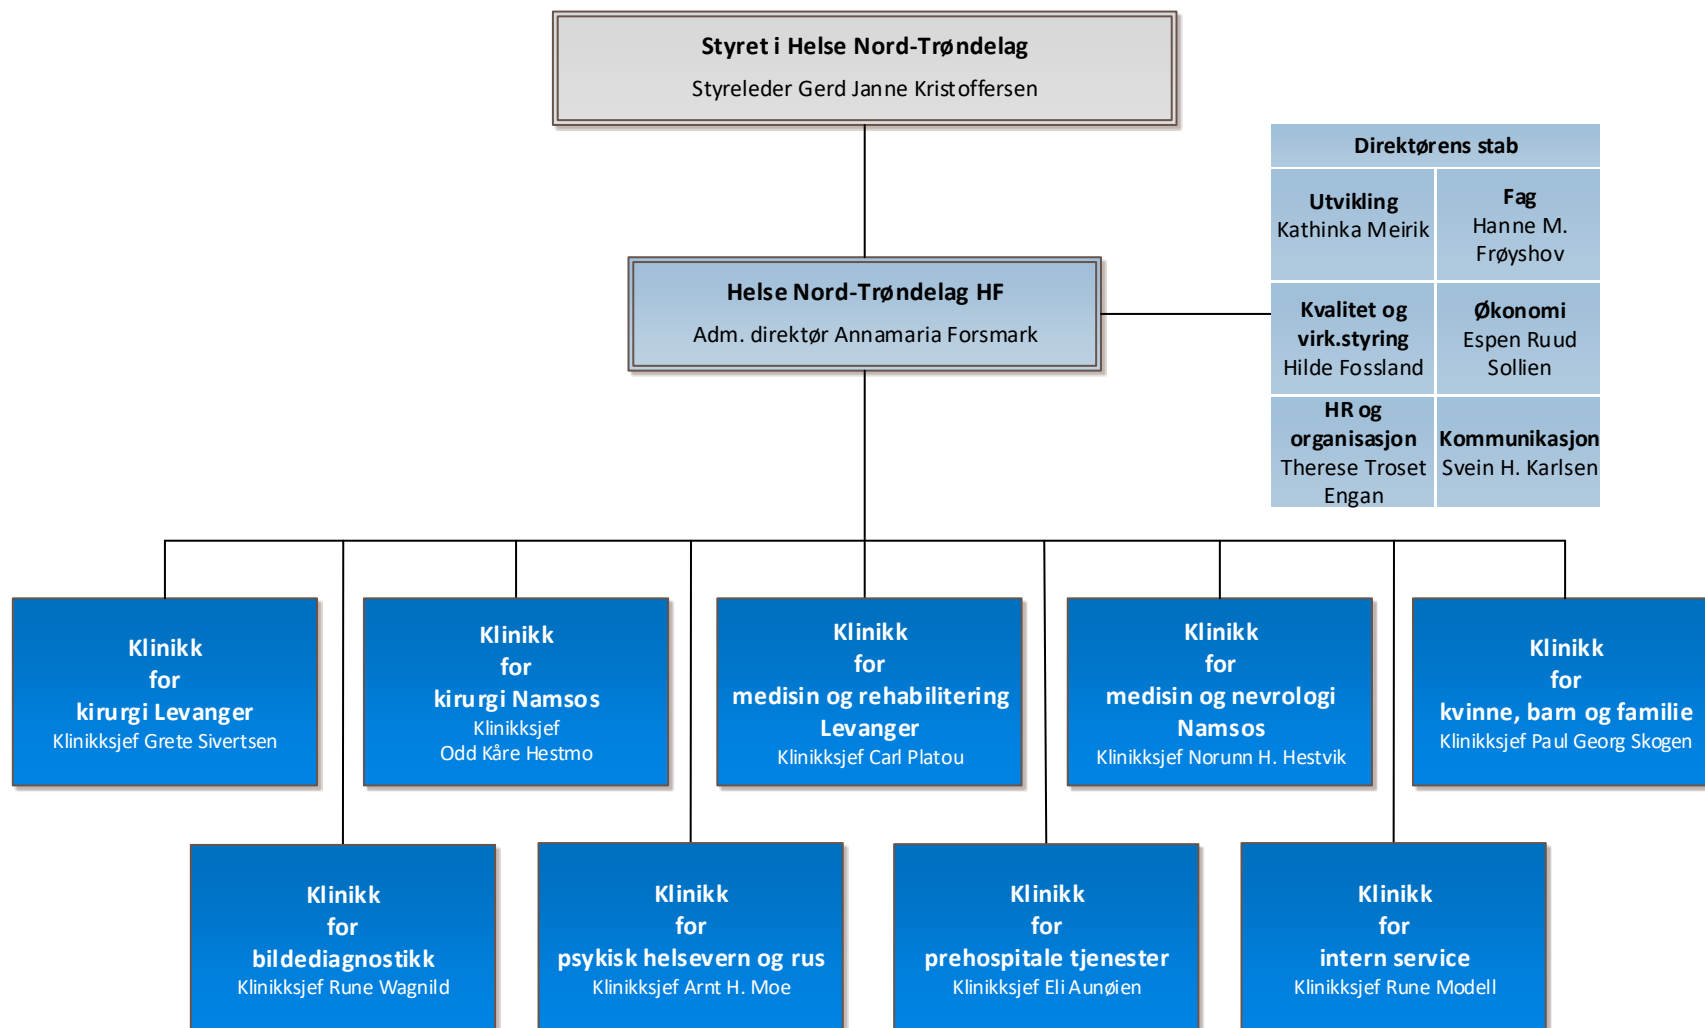 Styret i Helse Nord-Trøndelag
Styreleder Gerd Janne Kristoffersen
Direktørens stab
Utvikling
Kathinka Meirik
Fag
Hanne M.
Frøyshov
Kvalitet og
virk.styring
Hilde Fossland
Økonomi
Espen Ruud
Sollien
HR og
organisasjon
Therese Troset
Engan
Kommunikasjon
Svein H. Karlsen
Helse Nord-Trøndelag HF
Adm. direktør Annamaria Forsmark
Klinikk
for
kirurgi Levanger
Klinikksjef Grete Sivertsen
Klinikk
for
kirurgi Namsos
Klinikksjef
Odd Kåre Hestmo
Klinikk
for
medisin og rehabilitering
Levanger
Klinikksjef Carl Platou
Klinikk
for
medisin og nevrologi
Namsos
Klinikksjef Norunn H. Hestvik
Klinikk
for
kvinne, barn og familie
Klinikksjef Paul Georg Skogen
Klinikk
for
bildediagnostikk
Klinikksjef Rune Wagnild
Klinikk
for
psykisk helsevern og rus
Klinikksjef Arnt H. Moe
Klinikk
for
prehospitale tjenester
Klinikksjef Eli Aunøien
Klinikk
for
intern service
Klinikksjef Rune Modell